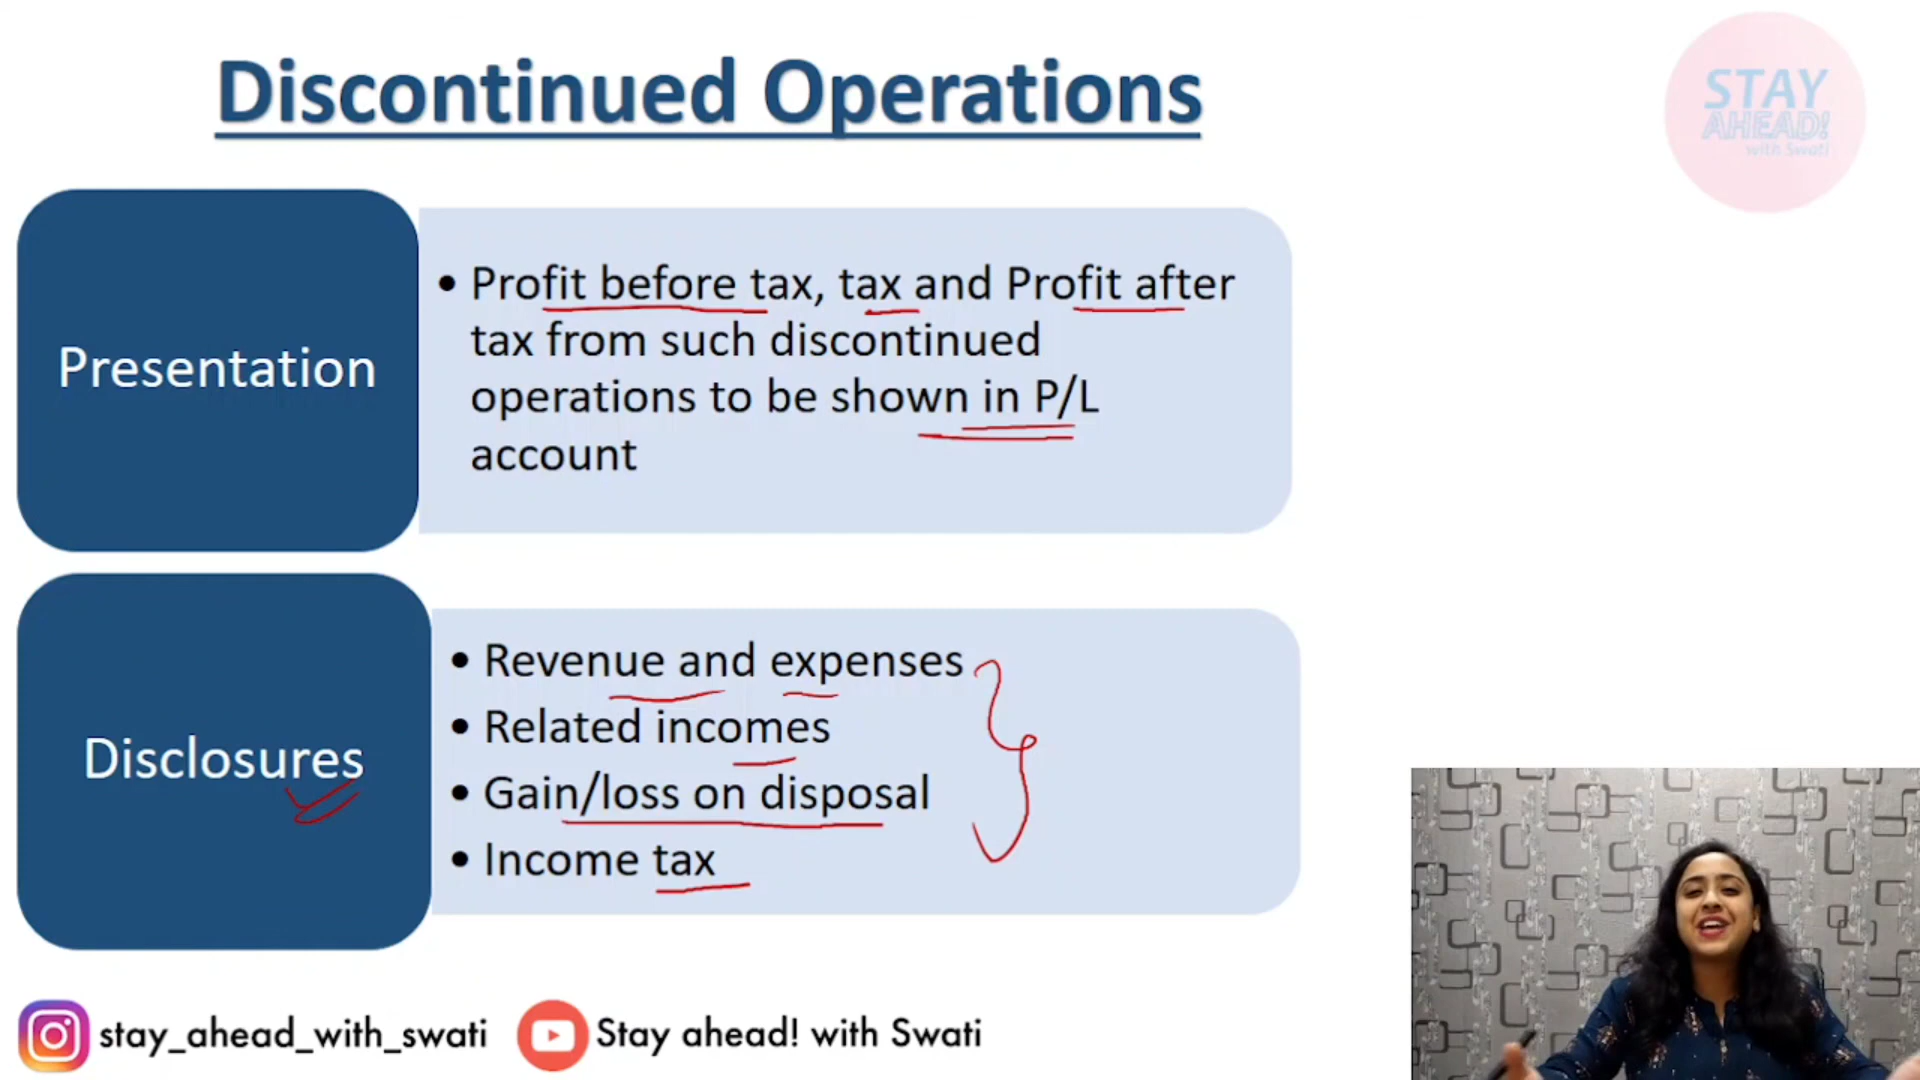 Discontinued Operations
STAY
AHEAD!
with Swati
Presentation
• Profit before tax, tax and Profit after
tax from such discontinued
operations to be shown in P/L
account
Disclosures
• Revenue and expenses
• Related incomes
• Gain/loss on disposal
• Income tax
stay_ahead_with_swati
Stay ahead! with Swati